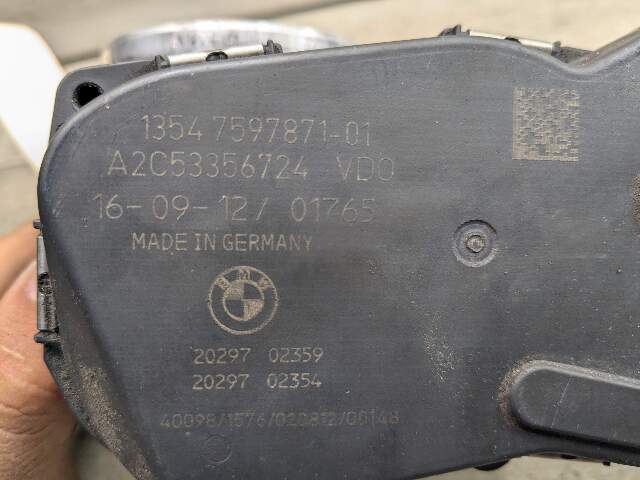 1354 7597871-01
A2C53356724 VDO
16-09-12/ 01765
MADE IN GERMANY
BMW
20297 02359
20297 02354
40098/1576/020812/00148